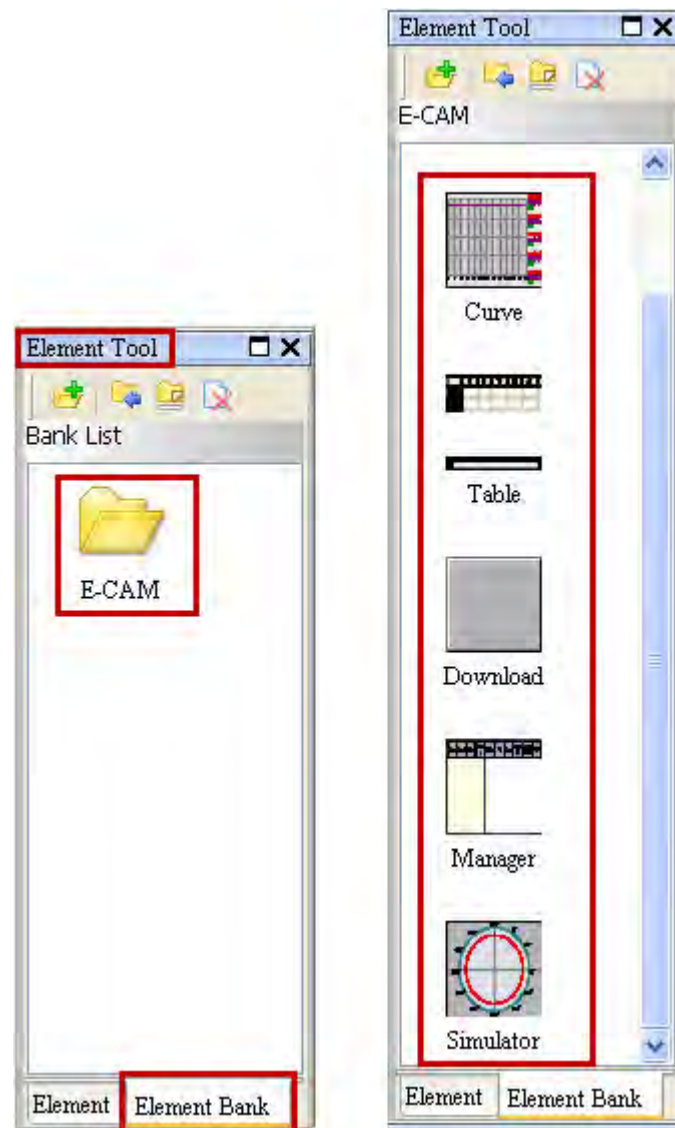 Element Tool
Bank List
E-CAM
Element
Element Bank
Element Tool
E-CAM
Curve
Table
Download
Manager
Simulator
Element
Element Bank